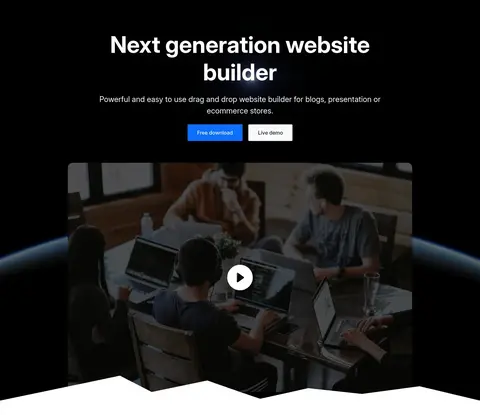 Next generation website
builder
Powerful and easy to use drag and drop website builder for blogs, presentation or
ecommerce stores.
Free download
Live demo